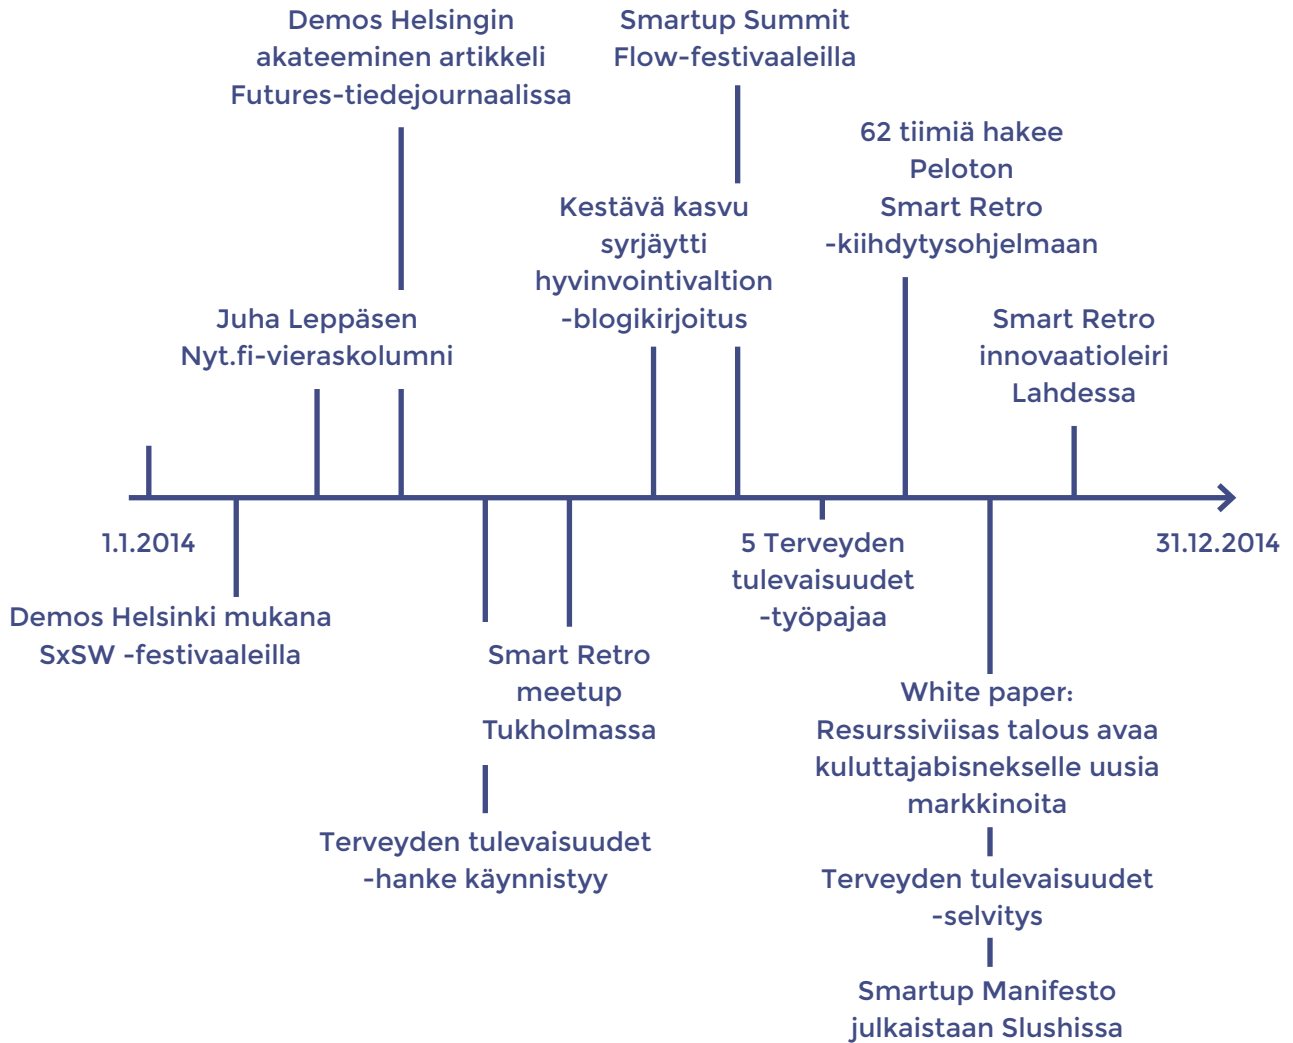 Demos Helsingin
akateeminen artikkeli
Futures-tiedejournaalissa
Smartup Summit
Flow-festivaaleilla
62 tiimiä hakee
Peloton
Smart Retro
-kiihdytysohjelmaan
Kestävä kasvu
syrjäytti
hyvinvointivaltion
-blogikirjoitus
Juha Leppäsen
Nyt.fi-vieraskolumni
Smart Retro
innovaatioleiri
Lahdessa
1.1.2014
31.12.2014
Demos Helsinki mukana
SxSW -festivaaleilla
5 Terveyden
tulevaisuudet
-työpajaa
Smart Retro
meetup
Tukholmassa
White paper:
Resurssiviisas talous avaa
kuluttajabisnekselle uusia
markkinoita
Terveyden tulevaisuudet
-hanke käynnistyy
Terveyden tulevaisuudet
-selvitys
Smartup Manifesto
julkaistaan Slushissa